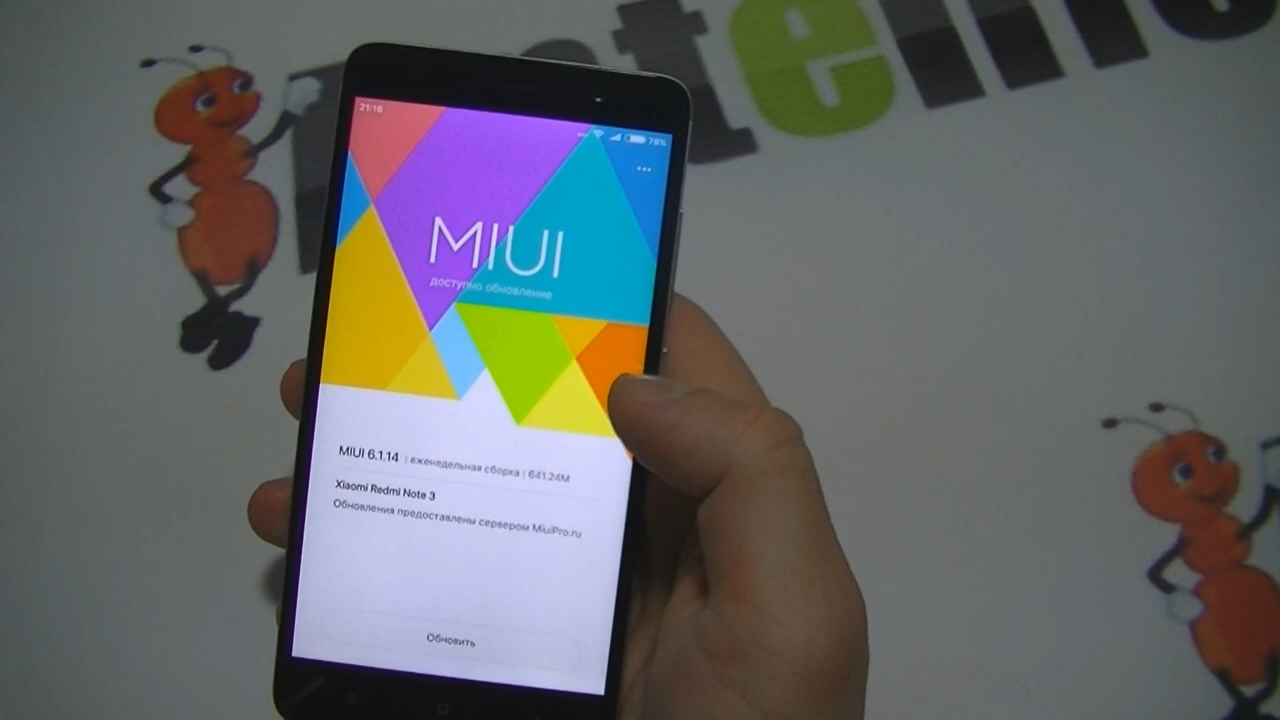 21:16
78%
MIUI
доступно обновление
MIUI 6.1.14 | еженедельная сборка | 641.24M
Xiaomi Redmi Note 3
Обновления предоставлены сервером MiuiPro.ru
Обновить